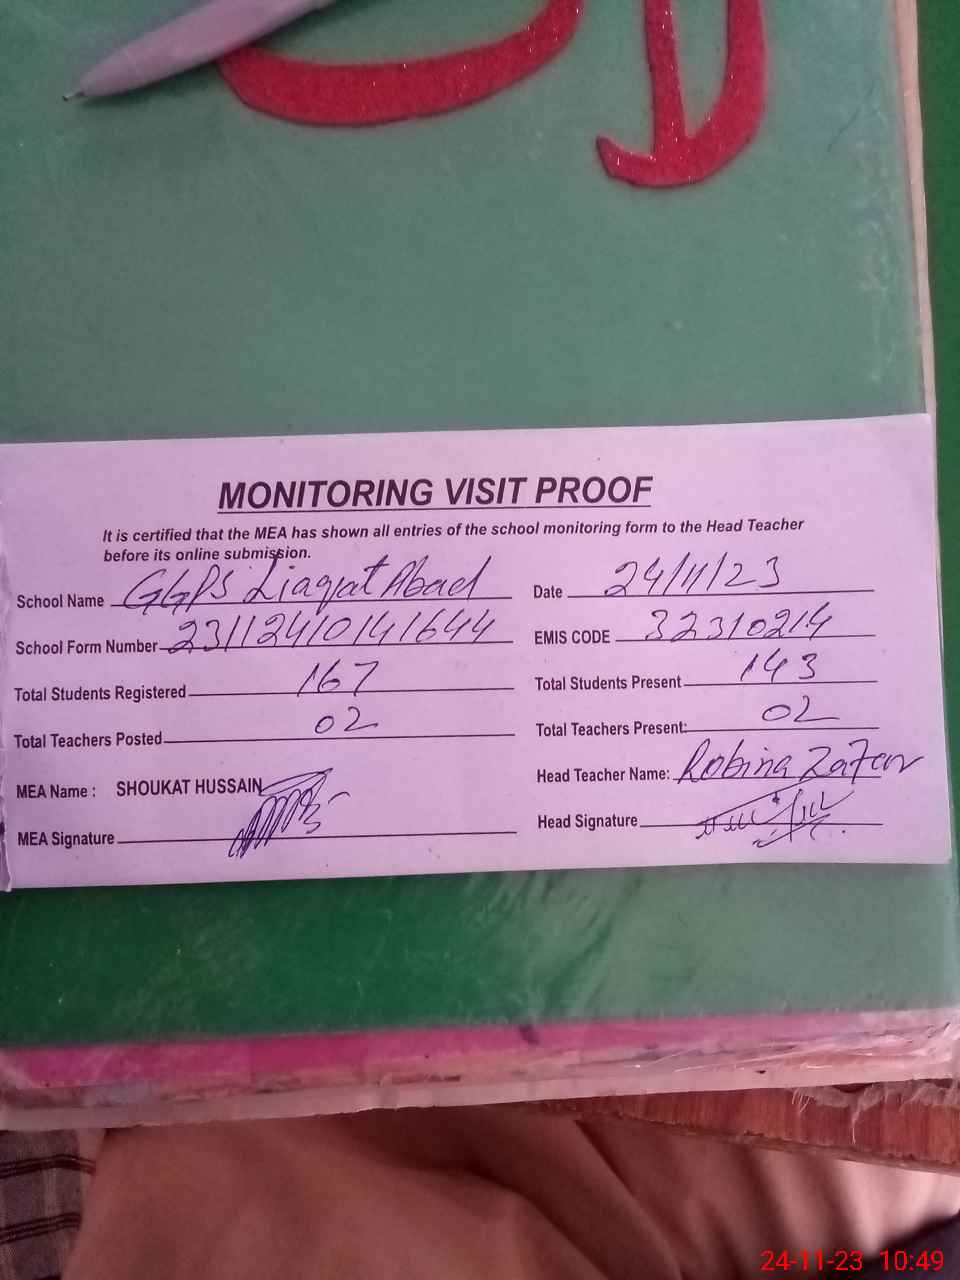 MONITORING VISIT PROOF
It is certified that the MEA has shown all entries of the school monitoring form to the Head Teacher
before its online submission.
School Name GGPS Liaqat Abad Date 24/11/23
School Form Number 23112410141644 EMIS CODE 32310214
Total Students Registered 167 Total Students Present 143
Total Teachers Posted 02 Total Teachers Present: 02
MEA Name : SHOUKAT HUSSAIN Head Teacher Name: Robina Zafar
MEA Signature Head Signature
24-11-23 10:49